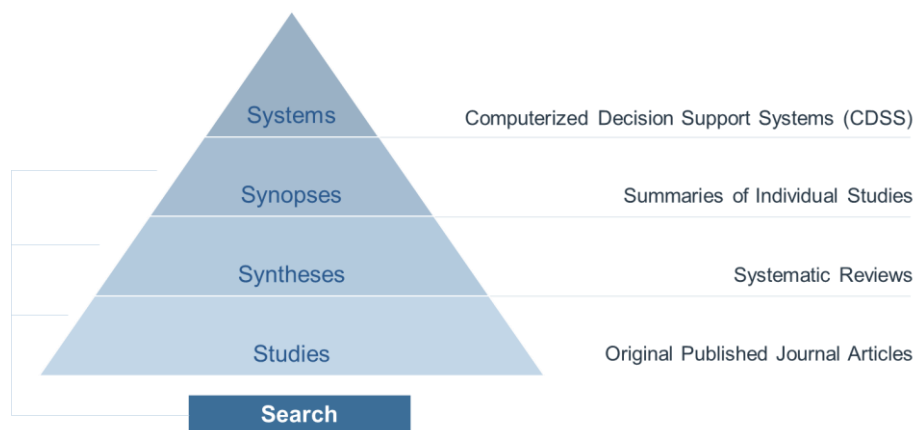 Systems
Computerized Decision Support Systems (CDSS)
Synopses
Summaries of Individual Studies
Syntheses
Systematic Reviews
Studies
Original Published Journal Articles
Search